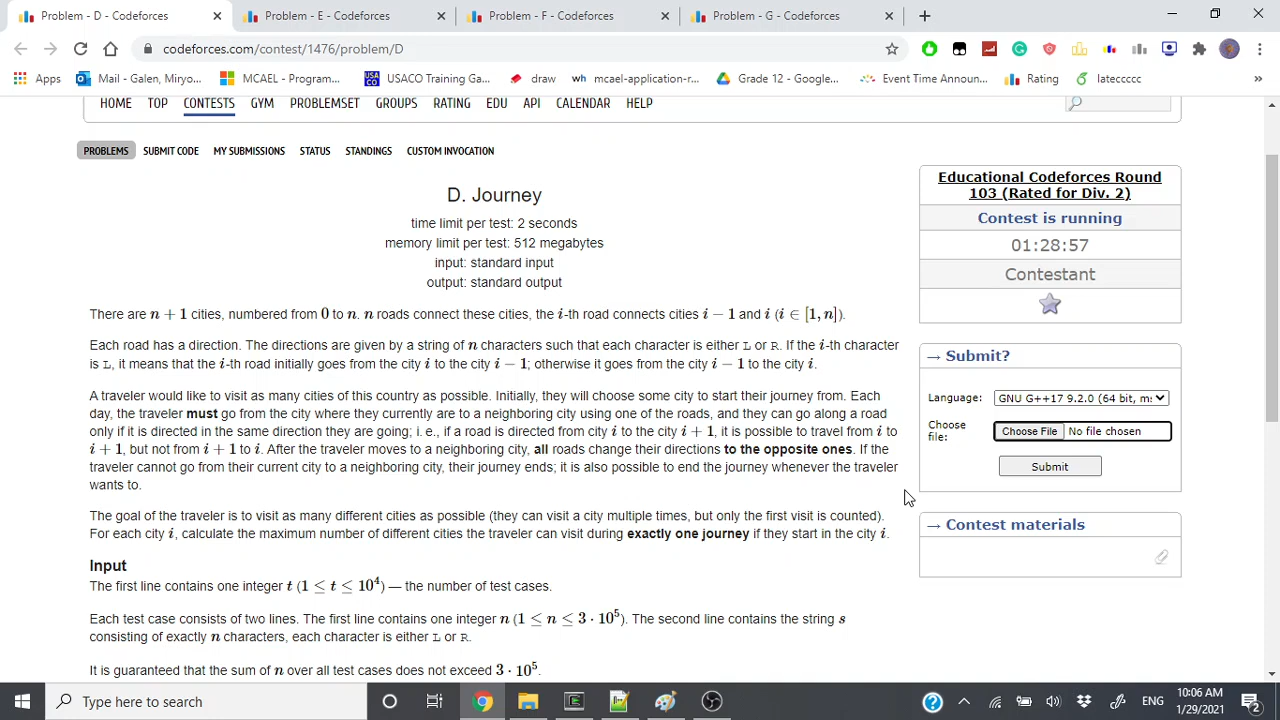 Problem - D - Codeforces
Problem - E - Codeforces
Problem - F - Codeforces
Problem - G - Codeforces
codeforces.com/contest/1476/problem/D
Apps
Mail - Galen, Miryo...
MCAEL - Program...
USACO Training Ga...
draw
wh mcael-application-r...
Grade 12 - Google...
Event Time Announ...
Rating
lateccccc
»
HOME TOP CONTESTS GYM PROBLEMSET GROUPS RATING EDU API CALENDAR HELP
PROBLEMS SUBMIT CODE MY SUBMISSIONS STATUS STANDINGS CUSTOM INVOCATION
D. Journey
time limit per test: 2 seconds
memory limit per test: 512 megabytes
input: standard input
output: standard output
There are n + 1 cities, numbered from 0 to n. n roads connect these cities, the i-th road connects cities i − 1 and i (i ∈ [1, n]).
Each road has a direction. The directions are given by a string of n characters such that each character is either L or R. If the i-th character
is L, it means that the i-th road initially goes from the city i to the city i − 1; otherwise it goes from the city i − 1 to the city i.
A traveler would like to visit as many cities of this country as possible. Initially, they will choose some city to start their journey from. Each
day, the traveler must go from the city where they currently are to a neighboring city using one of the roads, and they can go along a road
only if it is directed in the same direction they are going; i. e., if a road is directed from city i to the city i + 1, it is possible to travel from i to
i + 1, but not from i + 1 to i. After the traveler moves to a neighboring city, all roads change their directions to the opposite ones. If the
traveler cannot go from their current city to a neighboring city, their journey ends; it is also possible to end the journey whenever the traveler
wants to.
The goal of the traveler is to visit as many different cities as possible (they can visit a city multiple times, but only the first visit is counted).
For each city i, calculate the maximum number of different cities the traveler can visit during exactly one journey if they start in the city i.
Input
The first line contains one integer t (1 ≤ t ≤ 10⁴) — the number of test cases.
Each test case consists of two lines. The first line contains one integer n (1 ≤ n ≤ 3 · 10⁵). The second line contains the string s
consisting of exactly n characters, each character is either L or R.
It is guaranteed that the sum of n over all test cases does not exceed 3 · 10⁵.
Educational Codeforces Round
103 (Rated for Div. 2)
Contest is running
01:28:57
Contestant
→ Submit?
Language: GNU G++17 9.2.0 (64 bit, m:
Choose
file:
Choose File No file chosen
Submit
→ Contest materials
Type here to search
ENG
10:06 AM
1/29/2021
2